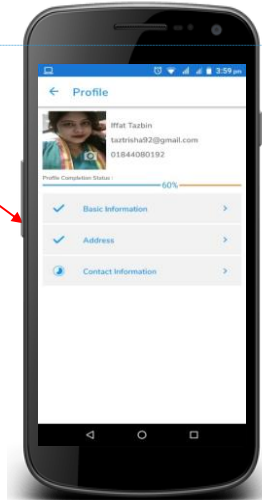 3:59 pm
Profile
Iffat Tazbin
taztrisha92@gmail.com
01844080192
Profile Completion Status :
60%
Basic Information
Address
Contact Information